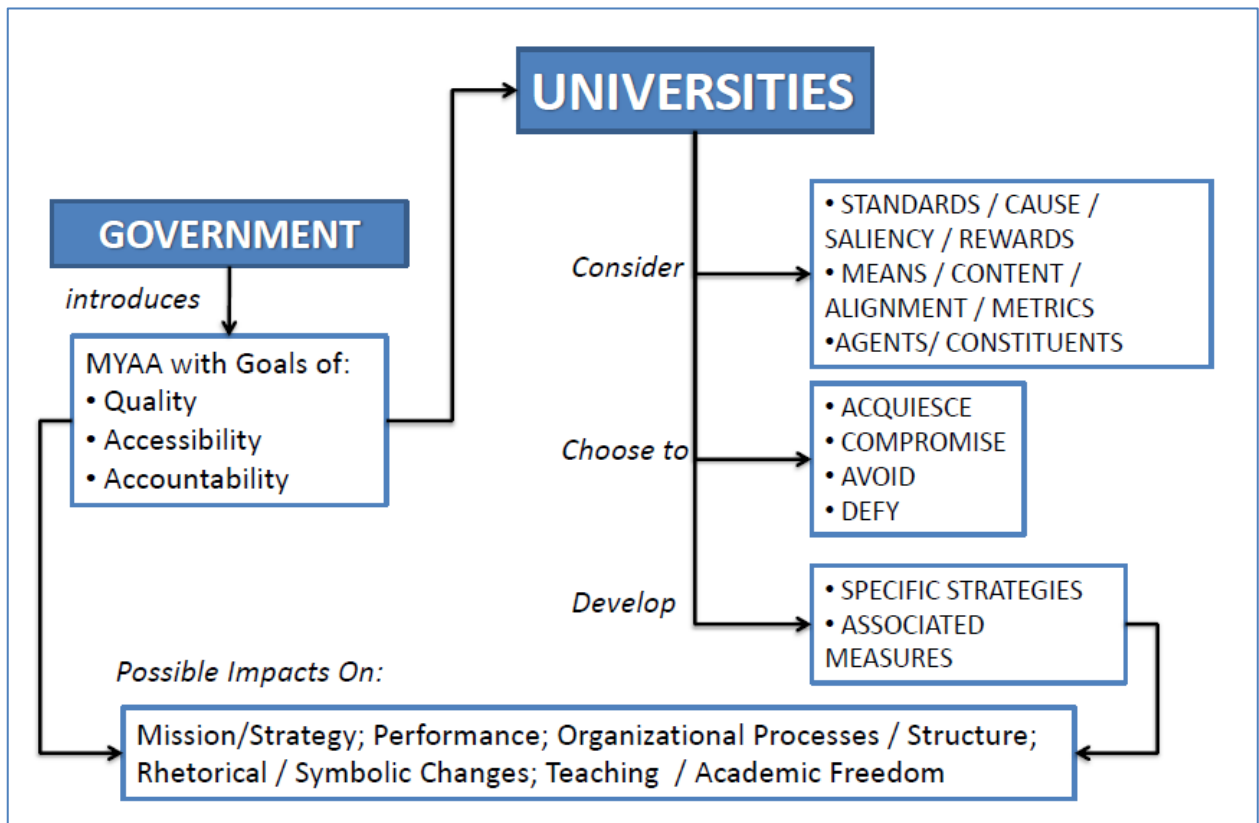 UNIVERSITIES
GOVERNMENT
introduces
MYAA with Goals of:
• Quality
• Accessibility
• Accountability
Consider
• STANDARDS / CAUSE /
SALIENCY / REWARDS
• MEANS / CONTENT /
ALIGNMENT / METRICS
•AGENTS/ CONSTITUENTS
Choose to
• ACQUIESCE
• COMPROMISE
• AVOID
• DEFY
Develop
• SPECIFIC STRATEGIES
• ASSOCIATED
MEASURES
Possible Impacts On:
Mission/Strategy; Performance; Organizational Processes / Structure;
Rhetorical / Symbolic Changes; Teaching / Academic Freedom